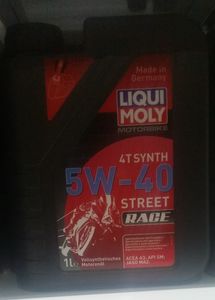 Made in
Germany
LIQUI
MOLY
MOTORBIKE
4T SYNTH
5W-40
STREET
RACE
1L
Vollsynthetisches
Motorenöl
ACEA A3; API SM;
JASO MA2;